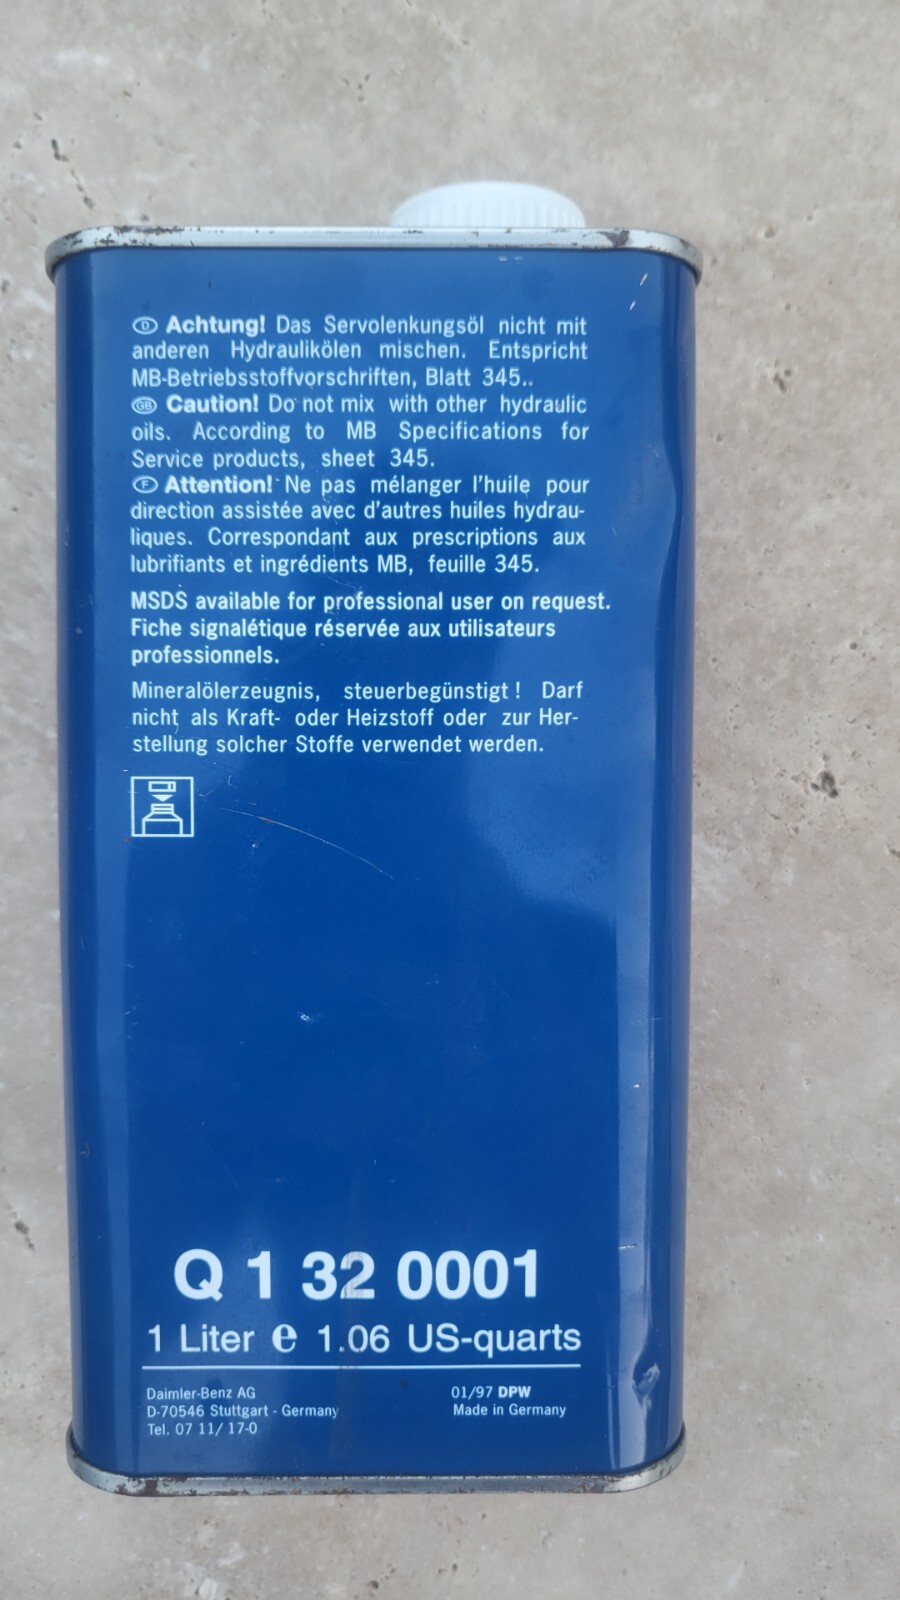 D Achtung! Das Servolenkungsöl nicht mit
anderen Hydraulikölen mischen. Entspricht
MB-Betriebsstoffvorschriften, Blatt 345..
GB Caution! Do not mix with other hydraulic
oils. According to MB Specifications for
Service products, sheet 345.
F Attention! Ne pas mélanger l'huile pour
direction assistée avec d'autres huiles hydrau-
liques. Correspondant aux prescriptions aux
lubrifiants et ingrédients MB, feuille 345.
MSDS available for professional user on request.
Fiche signalétique réservée aux utilisateurs
professionnels.
Mineralölerzeugnis, steuerbegünstigt! Darf
nicht als Kraft- oder Heizstoff oder zur Her-
stellung solcher Stoffe verwendet werden.
Q 1 32 0001
1 Liter e 1.06 US-quarts
Daimler-Benz AG 01/97 DPW
D-70546 Stuttgart - Germany Made in Germany
Tel. 07 11/ 17-0